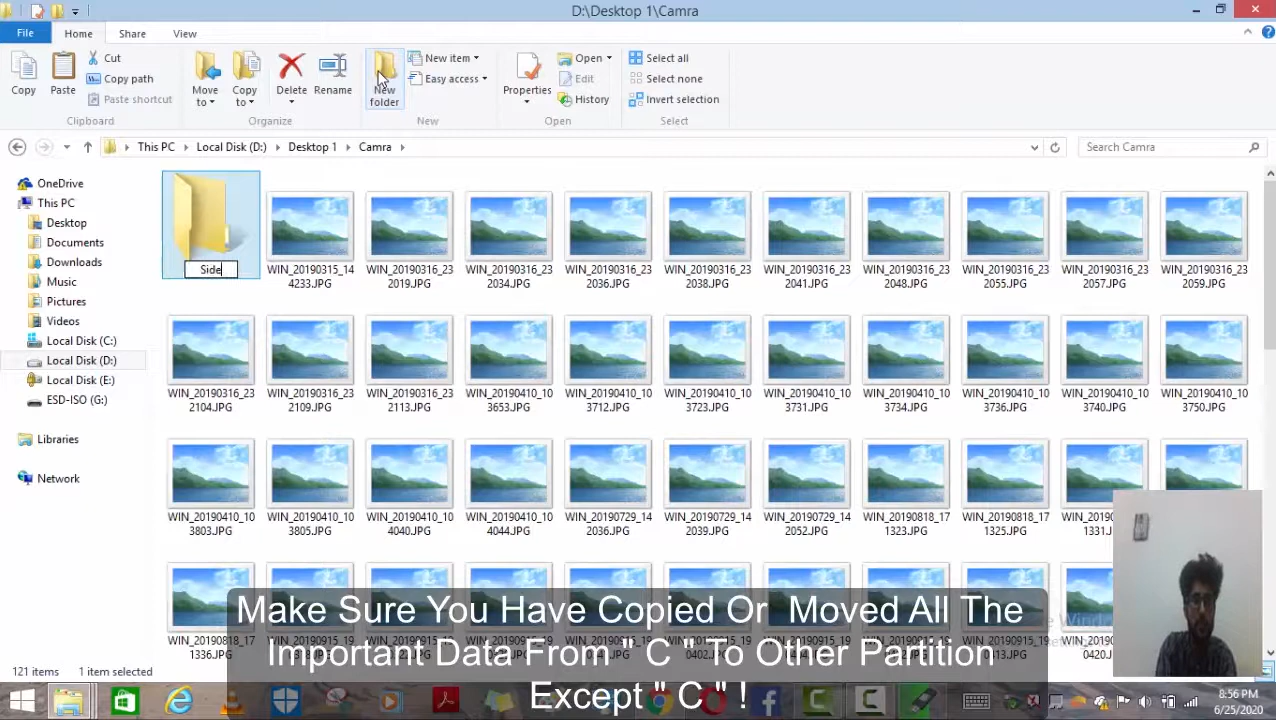 D:\Desktop 1\Camra
File Home Share View
Copy
Paste
Cut
Copy path
Paste shortcut
Clipboard
Move to
Copy to
Delete
Rename
Organize
New folder
New item
Easy access
New
Properties
Open
Edit
History
Open
Select all
Select none
Invert selection
Select
This PC Local Disk (D:) Desktop 1 Camra
Search Camra
OneDrive
This PC
Desktop
Documents
Downloads
Music
Pictures
Videos
Local Disk (C:)
Local Disk (D:)
Local Disk (E:)
ESD-ISO (G:)
Libraries
Network
Side
WIN_20190315_14
4233.JPG
WIN_20190316_23
2019.JPG
WIN_20190316_23
2034.JPG
WIN_20190316_23
2036.JPG
WIN_20190316_23
2038.JPG
WIN_20190316_23
2041.JPG
WIN_20190316_23
2048.JPG
WIN_20190316_23
2055.JPG
WIN_20190316_23
2057.JPG
WIN_20190316_23
2059.JPG
WIN_20190316_23
2104.JPG
WIN_20190316_23
2109.JPG
WIN_20190316_23
2113.JPG
WIN_20190410_10
3653.JPG
WIN_20190410_10
3712.JPG
WIN_20190410_10
3723.JPG
WIN_20190410_10
3731.JPG
WIN_20190410_10
3734.JPG
WIN_20190410_10
3736.JPG
WIN_20190410_10
3740.JPG
WIN_20190410_10
3750.JPG
WIN_20190410_10
3803.JPG
WIN_20190410_10
3805.JPG
WIN_20190410_10
4040.JPG
WIN_20190410_10
4044.JPG
WIN_20190729_14
2036.JPG
WIN_20190729_14
2039.JPG
WIN_20190729_14
2052.JPG
WIN_20190818_17
1323.JPG
WIN_20190818_17
1325.JPG
WIN_20190818_17
1331.JPG
WIN_20190818_17
1336.JPG
Make Sure You Have Copied Or Moved All The
Important Data From " C " To Other Partition
Except " C " !
121 items 1 item selected
8:56 PM
6/25/2020